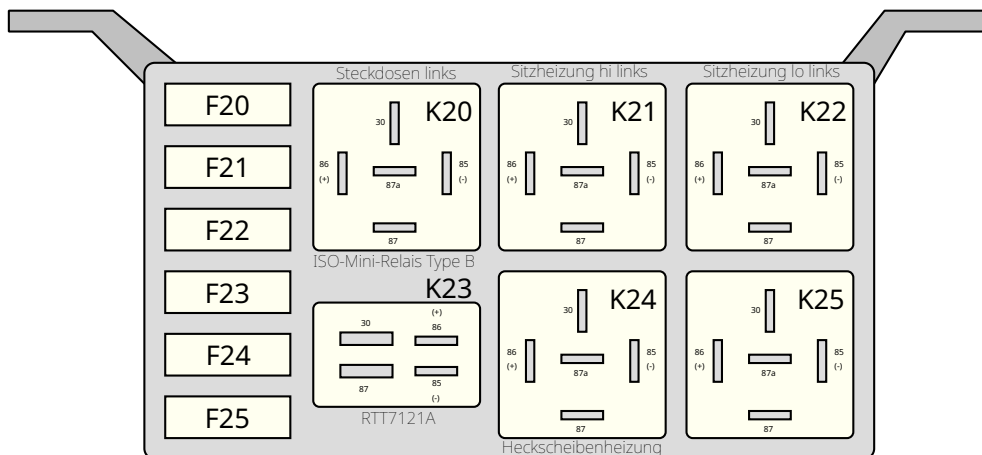 Steckdosen links
Sitzheizung hi links
Sitzheizung lo links
F20
F21
F22
F23
F24
F25
K20
30
86
(+)
85
(-)
87a
87
ISO-Mini-Relais Type B
K21
30
86
(+)
85
(-)
87a
87
K22
30
86
(+)
85
(-)
87a
87
K23
(+)
30
86
87
85
(-)
RTT7121A
K24
30
86
(+)
85
(-)
87a
87
Heckscheibenheizung
K25
30
86
(+)
85
(-)
87a
87